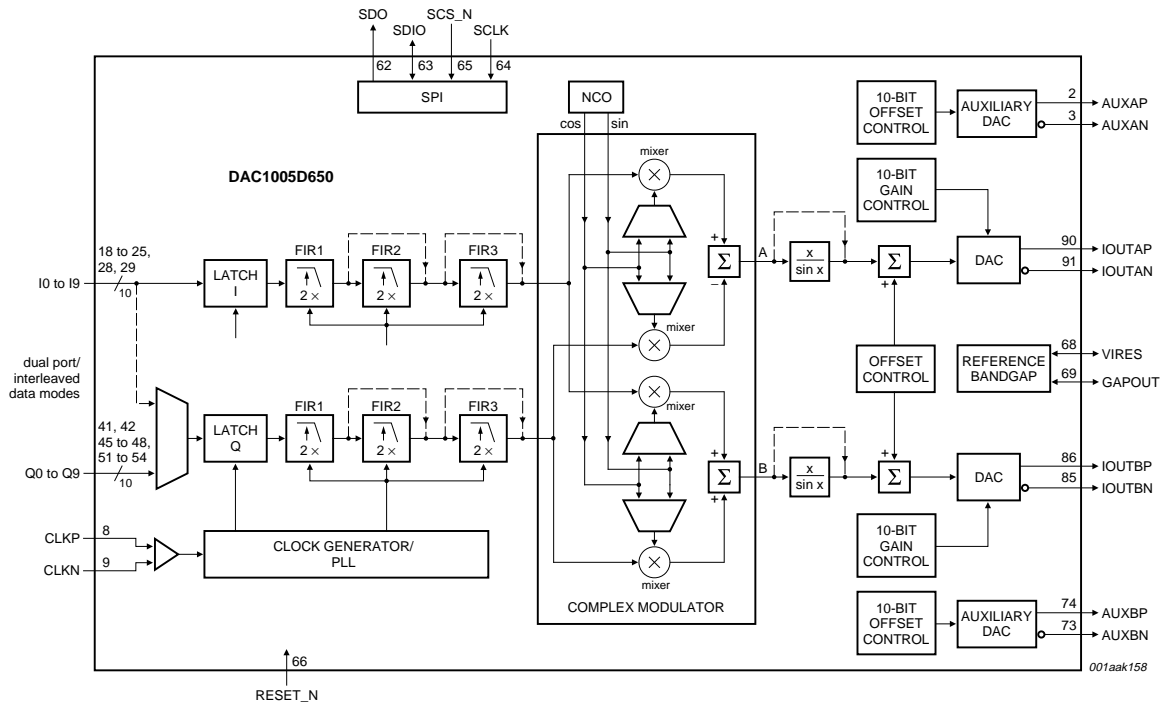 SDO
SDIO
SCS_N
SCLK
62
63
65
64
SPI
NCO
cos
sin
10-BIT
OFFSET
CONTROL
AUXILIARY
DAC
2
AUXAP
3
AUXAN
DAC1005D650
mixer
×
10-BIT
GAIN
CONTROL
I0 to I9
18 to 25,
28, 29
10
LATCH
I
FIR1
2 ×
FIR2
2 ×
FIR3
2 ×
+
Σ
−
A
x
sin x
Σ
+
DAC
90
IOUTAP
91
IOUTAN
mixer
×
dual port/
interleaved
data modes
OFFSET
CONTROL
REFERENCE
BANDGAP
68
VIRES
69
GAPOUT
×
mixer
41, 42
45 to 48,
51 to 54
Q0 to Q9
10
LATCH
Q
FIR1
2 ×
FIR2
2 ×
FIR3
2 ×
+
Σ
+
B
x
sin x
+
Σ
DAC
86
IOUTBP
85
IOUTBN
CLKP
8
CLKN
9
CLOCK GENERATOR/
PLL
×
mixer
COMPLEX MODULATOR
10-BIT
GAIN
CONTROL
10-BIT
OFFSET
CONTROL
AUXILIARY
DAC
74
AUXBP
73
AUXBN
66
RESET_N
001aak158